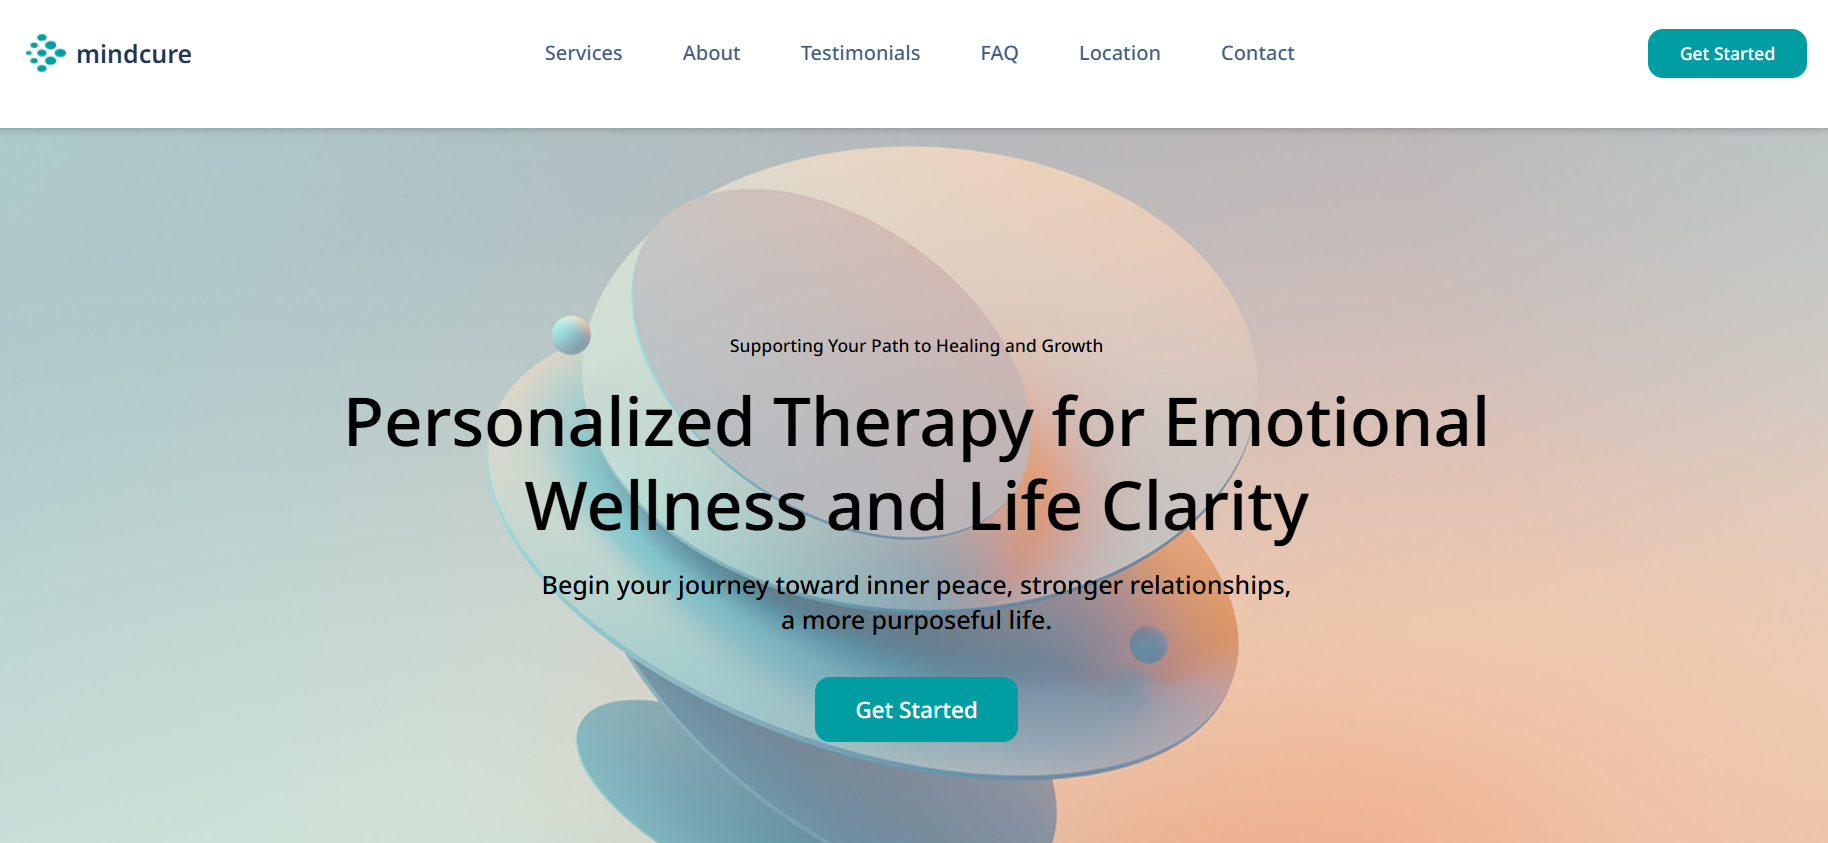 mindcure
Services
About
Testimonials
FAQ
Location
Contact
Get Started
Supporting Your Path to Healing and Growth
Personalized Therapy for Emotional
Wellness and Life Clarity
Begin your journey toward inner peace, stronger relationships,
a more purposeful life.
Get Started